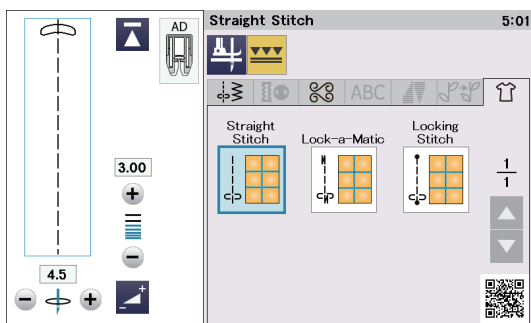 AD
3.00
4.5
Straight Stitch 5:01
ABC
Straight
Stitch
Lock-a-Matic
Locking
Stitch
1
1